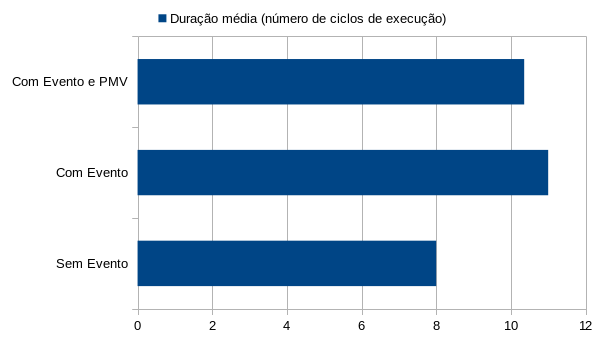 Duração média (número de ciclos de execução)
Com Evento e PMV
Com Evento
Sem Evento
0 2 4 6 8 10 12